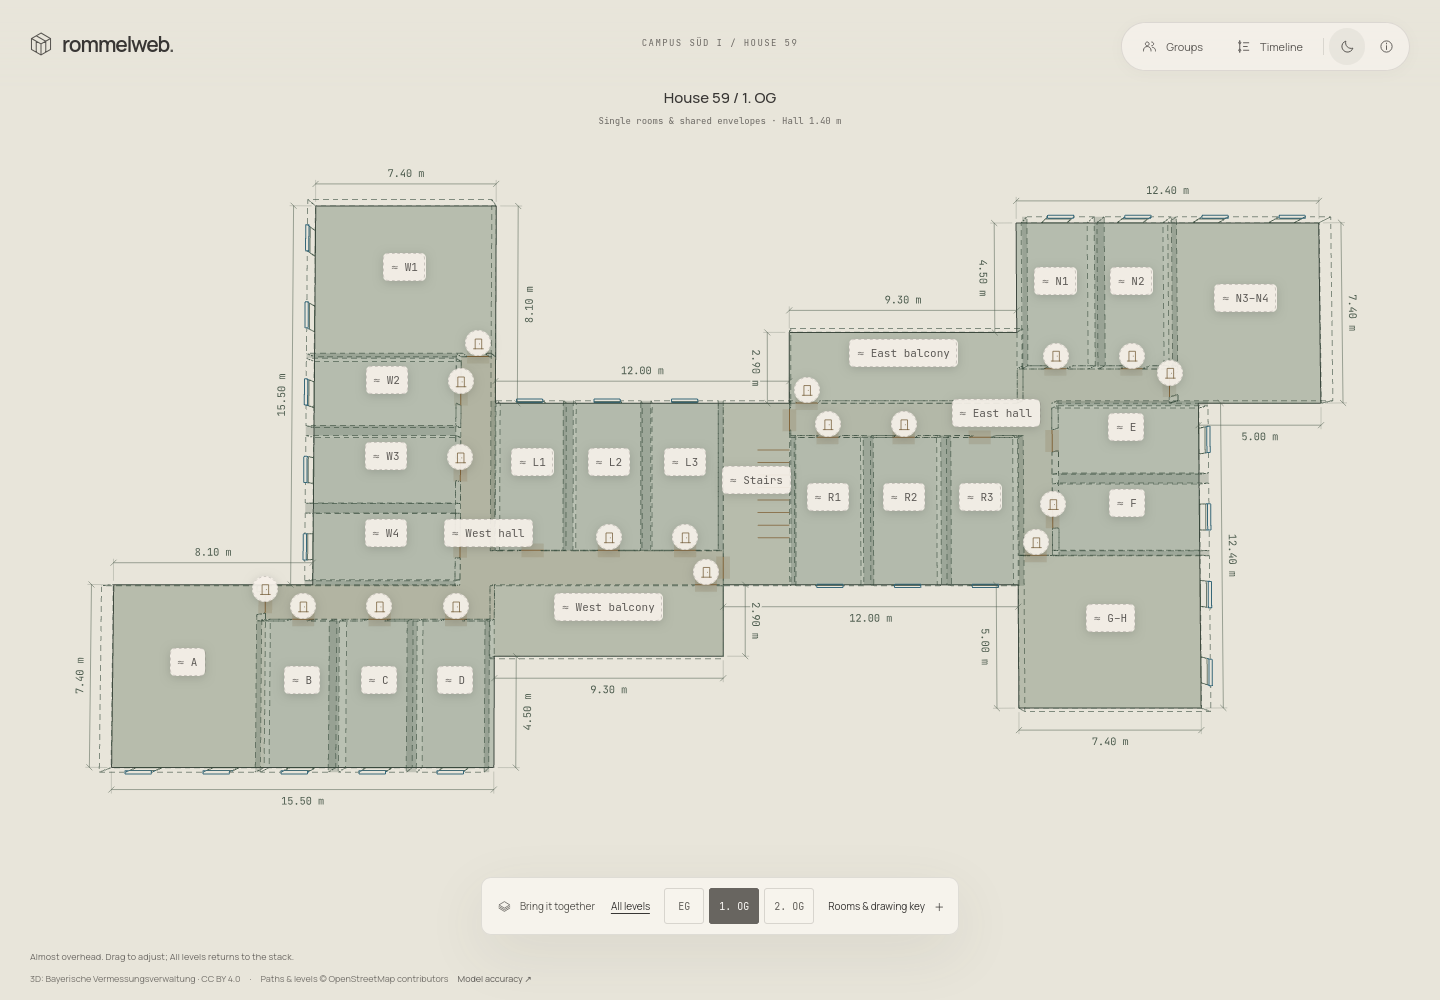 rommelweb.
CAMPUS SÜD I / HOUSE 59
Groups
Timeline
House 59 / 1. OG
Single rooms & shared envelopes · Hall 1.40 m
7.40 m
12.40 m
≈ W1
8.10 m
4.50 m
≈ N1
≈ N2
≈ N3–N4
7.40 m
9.30 m
15.50 m
≈ W2
12.00 m
2.90 m
≈ East balcony
≈ East hall
≈ E
5.00 m
≈ W3
≈ L1
≈ L2
≈ L3
≈ Stairs
≈ R1
≈ R2
≈ R3
≈ F
≈ W4
≈ West hall
12.40 m
8.10 m
≈ West balcony
2.90 m
12.00 m
5.00 m
≈ G–H
7.40 m
≈ A
≈ B
≈ C
≈ D
9.30 m
4.50 m
7.40 m
15.50 m
Bring it together
All levels
EG
1. OG
2. OG
Rooms & drawing key +
Almost overhead. Drag to adjust; All levels returns to the stack.
3D: Bayerische Vermessungsverwaltung · CC BY 4.0 · Paths & levels © OpenStreetMap contributors Model accuracy ↗